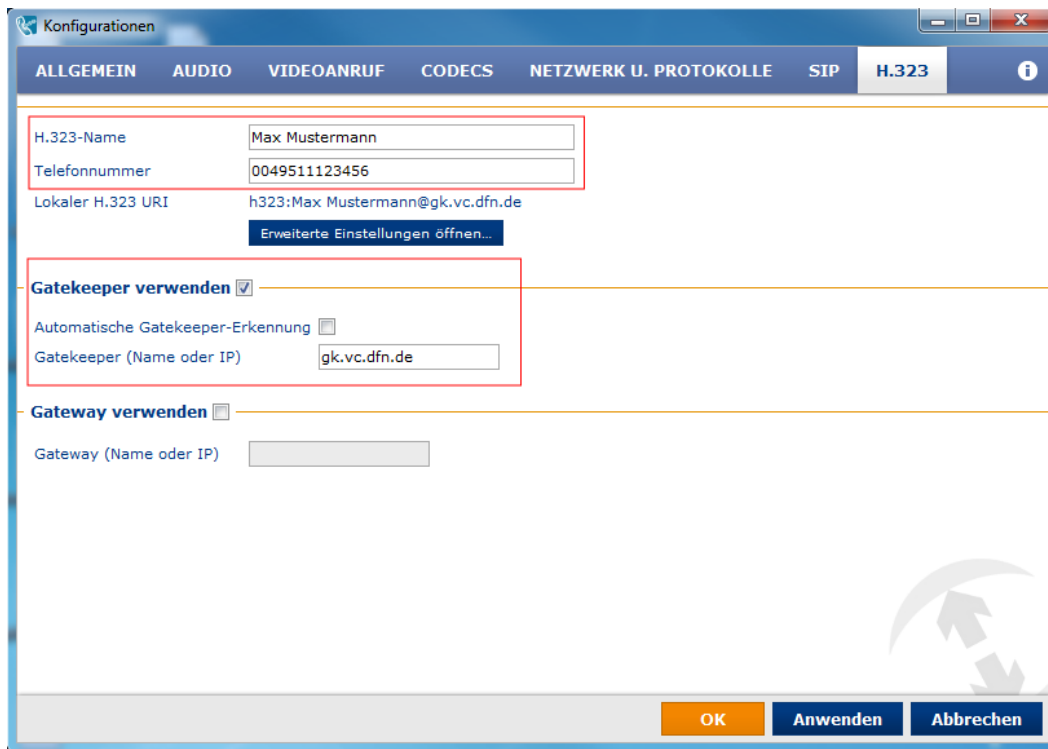 Konfigurationen
ALLGEMEIN AUDIO VIDEOANRUF CODECS NETZWERK U. PROTOKOLLE SIP H.323
H.323-Name Max Mustermann
Telefonnummer 0049511123456
Lokaler H.323 URI h323:Max Mustermann@gk.vc.dfn.de
Erweiterte Einstellungen öffnen...
Gatekeeper verwenden
Automatische Gatekeeper-Erkennung
Gatekeeper (Name oder IP) gk.vc.dfn.de
Gateway verwenden
Gateway (Name oder IP)
OK Anwenden Abbrechen